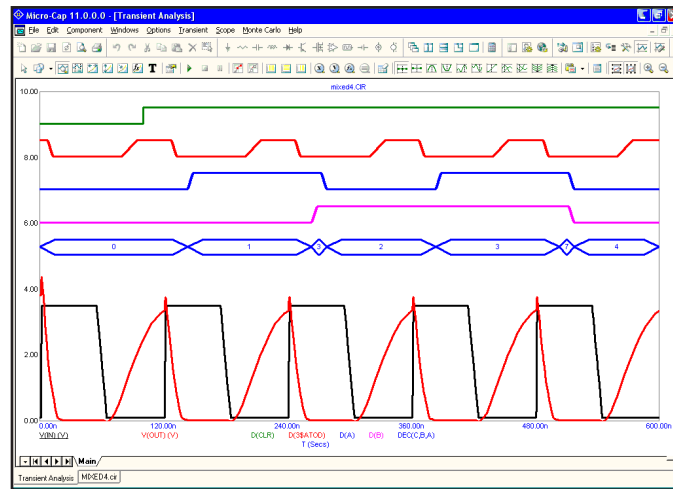 Micro-Cap 11.0.0.0 - [Transient Analysis]
File Edit Component Windows Options Transient Scope Monte Carlo Help
T
mixed4.CIR
10.00
8.00
6.00
0 1 3 2 3 7 4
4.00
2.00
0.00
0.00n 120.00n 240.00n 360.00n 480.00n 600.00n
V(IN) (V) V(OUT) (V) D(CLR) D(3$ATOD) D(A) D(B) DEC(C,B,A)
T (Secs)
Main
Transient Analysis MIXED4.cir